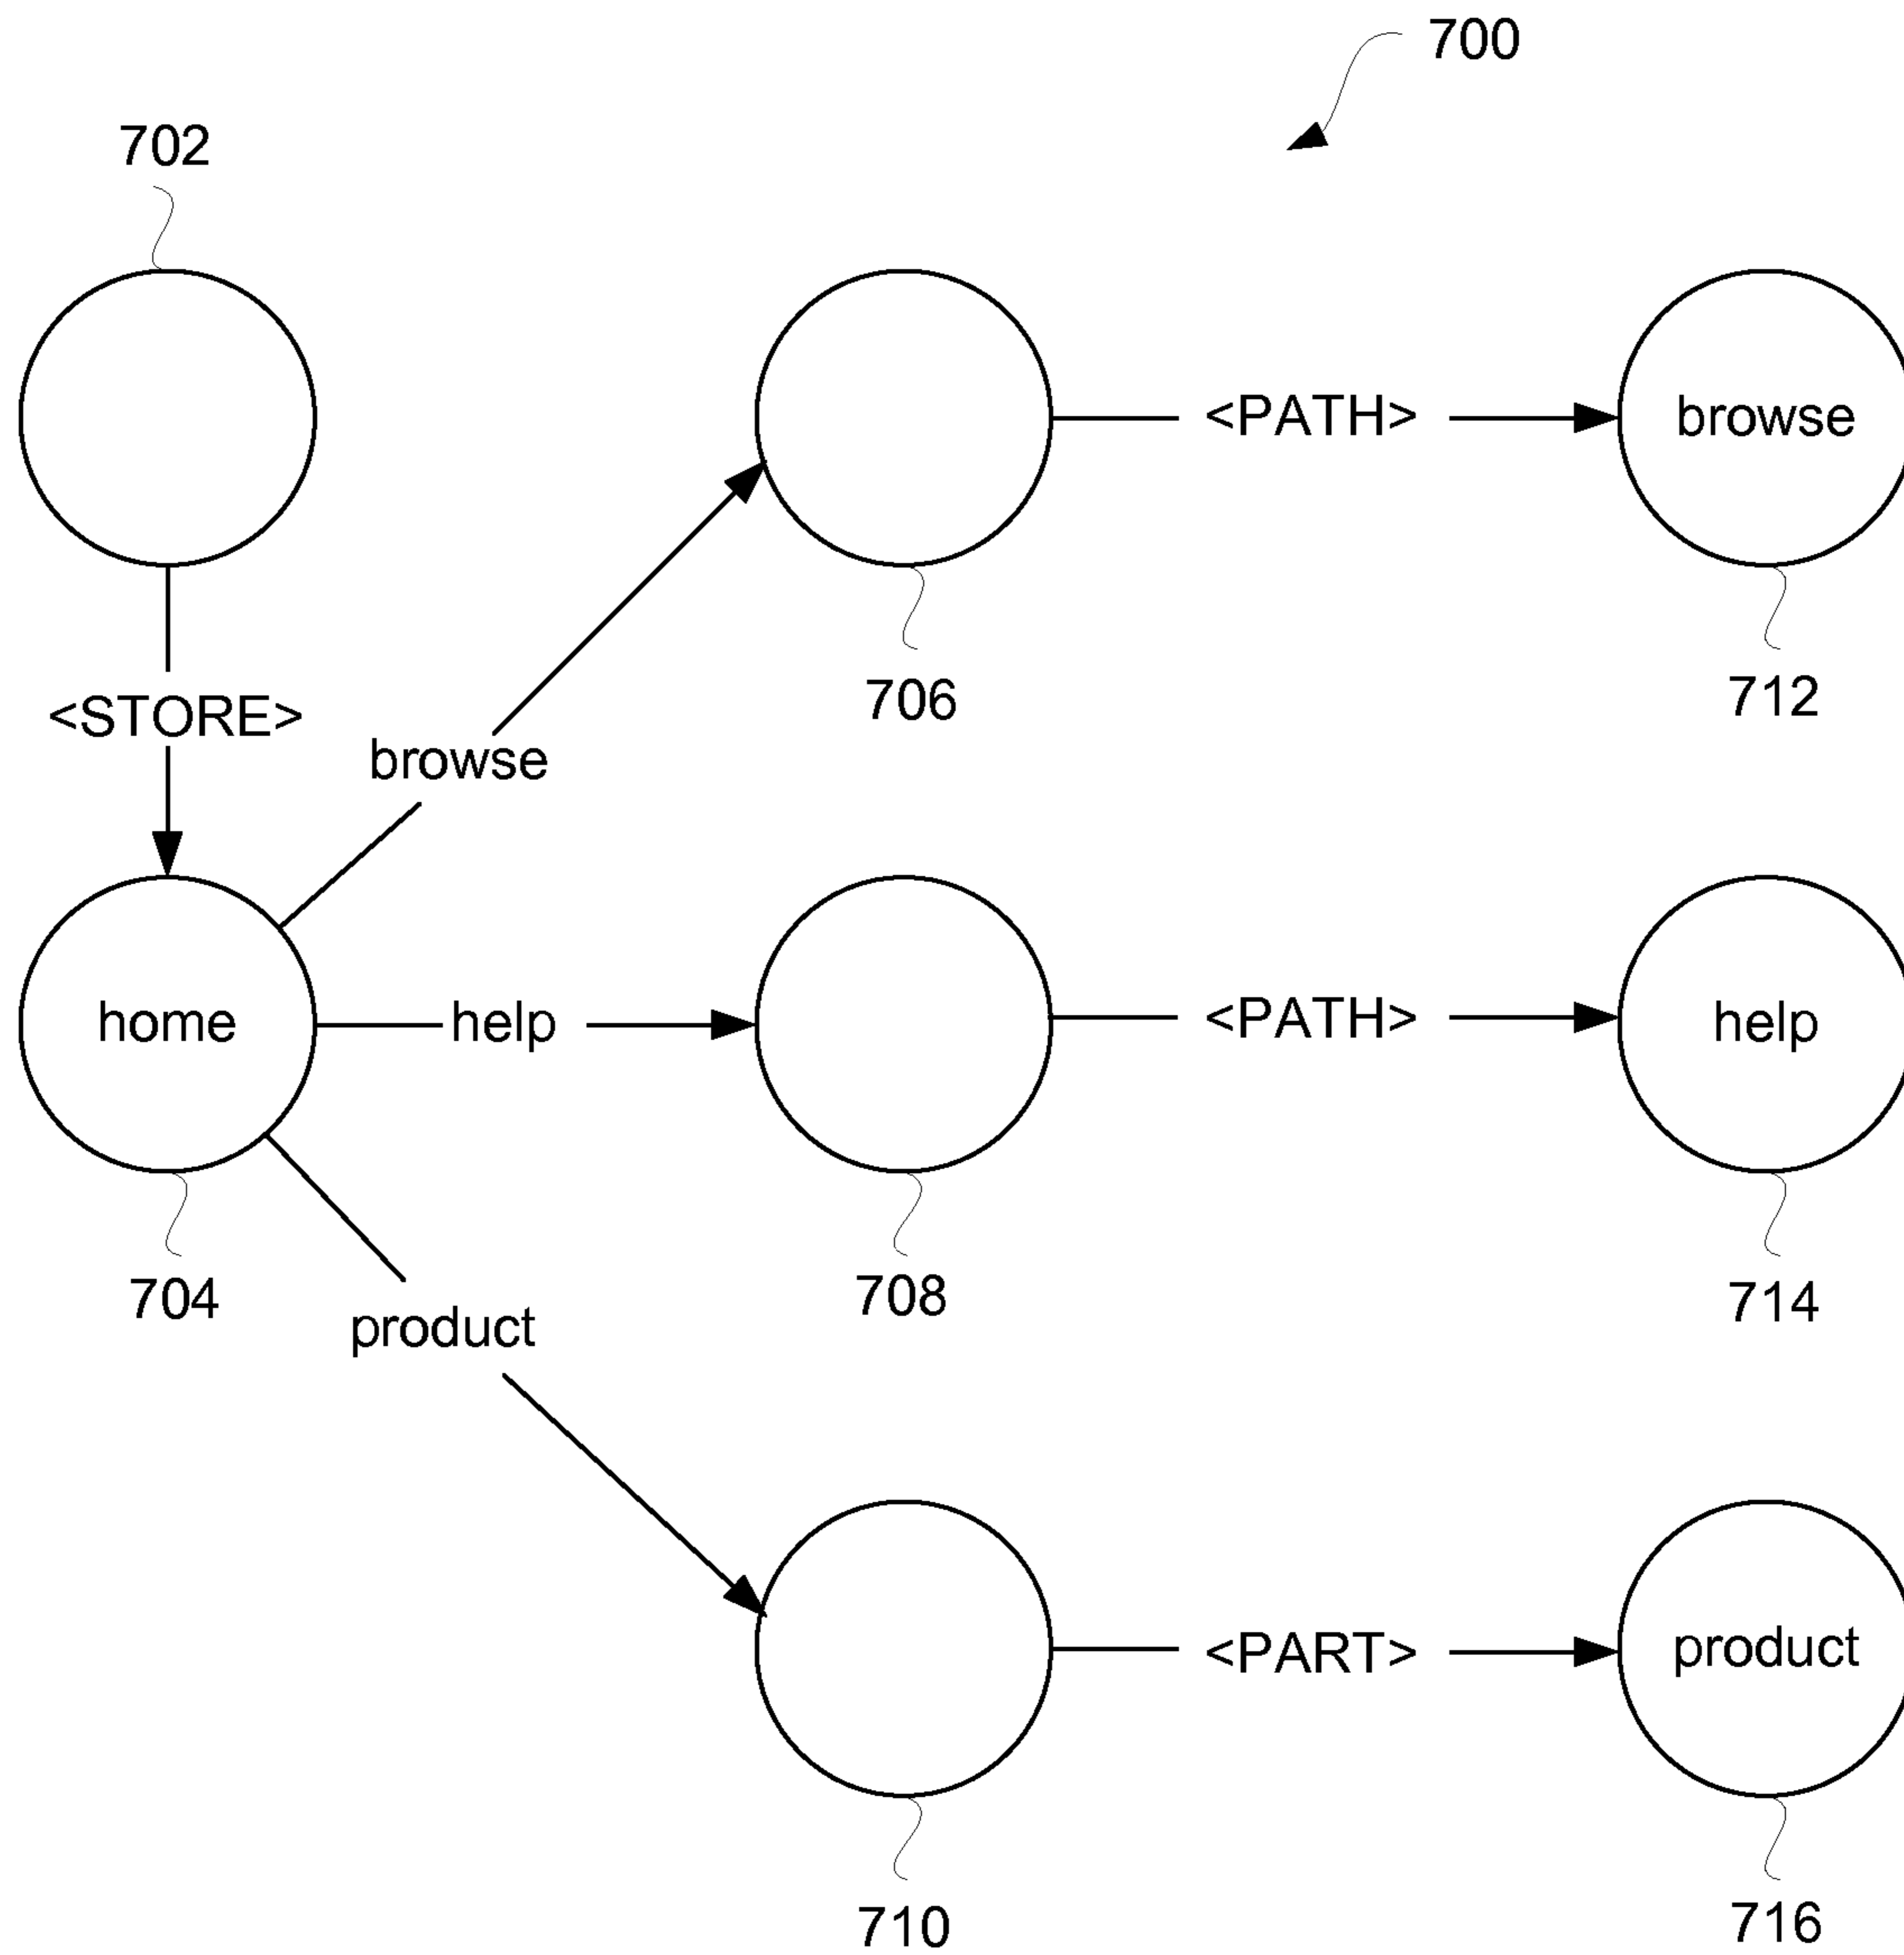 700
702
<PATH>
browse
706
712
<STORE>
browse
home
help
<PATH>
help
704
708
714
product
<PART>
product
710
716